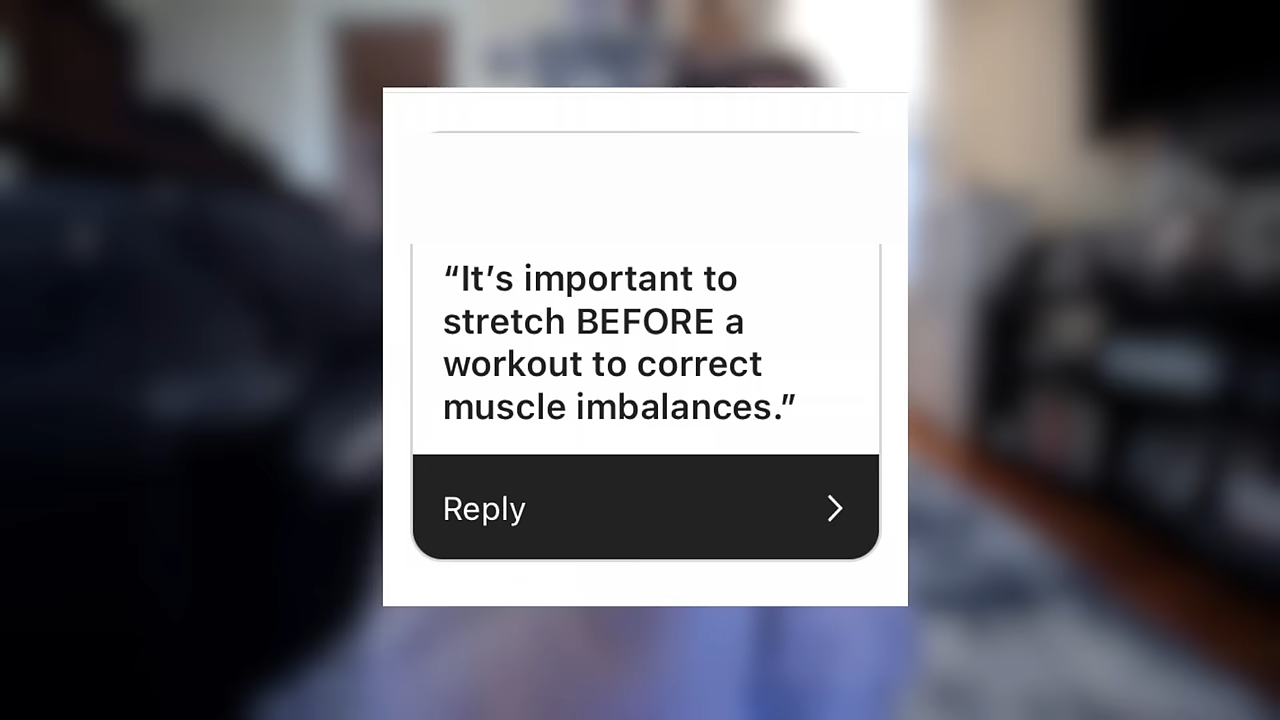 “It’s important to
stretch BEFORE a
workout to correct
muscle imbalances.”
Reply